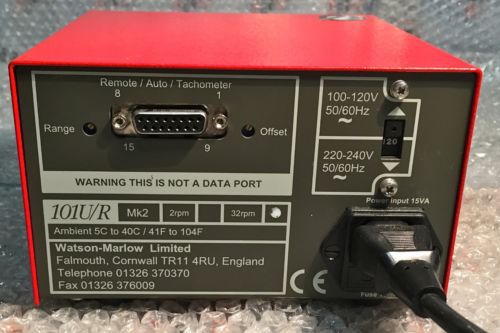 Remote / Auto / Tachometer
8 1
Range Offset
15 9
WARNING THIS IS NOT A DATA PORT
100-120V
50/60Hz
220-240V
50/60Hz
Power input 15VA
101U/R Mk2 2rpm 32rpm
Ambient 5C to 40C / 41F to 104F
Watson-Marlow Limited
Falmouth, Cornwall TR11 4RU, England
Telephone 01326 370370
Fax 01326 376009
CE
Fuse